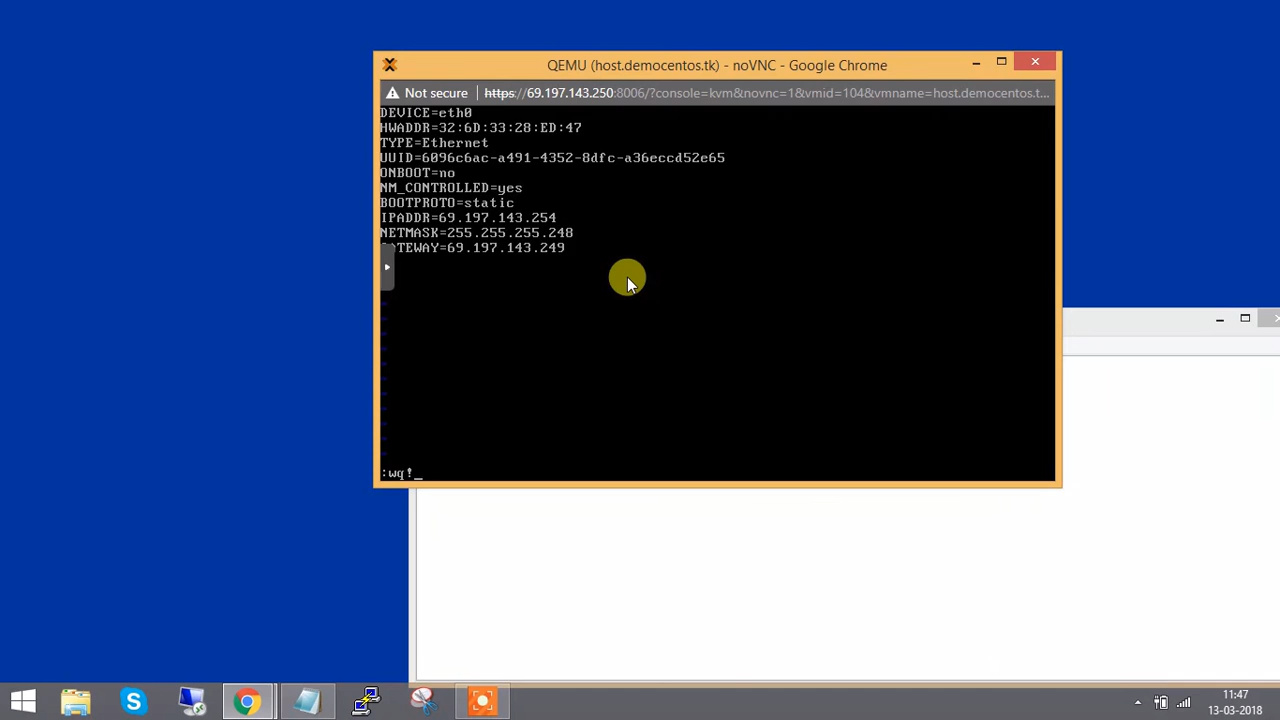 QEMU (host.democentos.tk) - noVNC - Google Chrome
Not secure https://69.197.143.250:8006/?console=kvm&novnc=1&vmid=104&vmname=host.democentos.t...
DEVICE=eth0
HWADDR=32:6D:33:28:ED:47
TYPE=Ethernet
UUID=6096c6ac-a491-4352-8dfc-a36eccd52e65
ONBOOT=no
NM_CONTROLLED=yes
BOOTPROTO=static
IPADDR=69.197.143.254
NETMASK=255.255.255.248
GATEWAY=69.197.143.249
:wq!_
11:47
13-03-2018